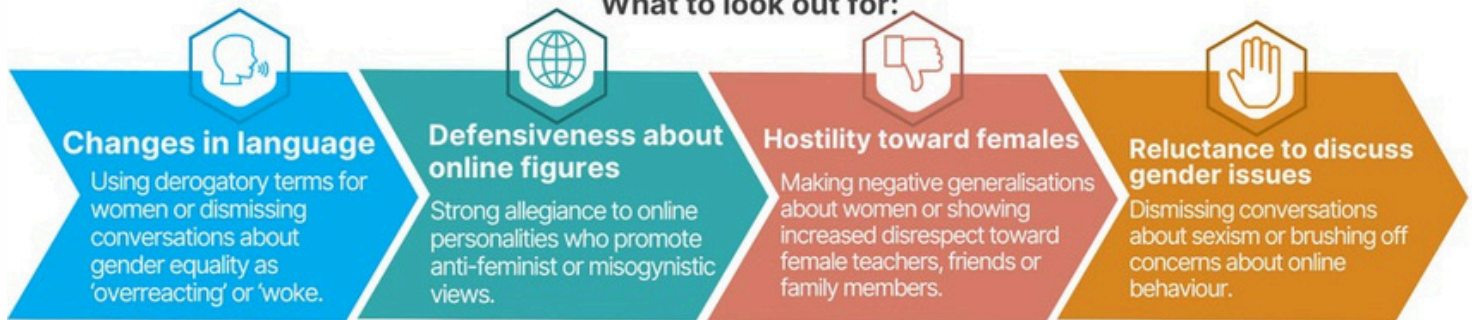 What to look out for:
Changes in language
Using derogatory terms for
women or dismissing
conversations about
gender equality as
‘overreacting’ or ‘woke.
Defensiveness about
online figures
Strong allegiance to online
personalities who promote
anti-feminist or misogynistic
views.
Hostility toward females
Making negative generalisations
about women or showing
increased disrespect toward
female teachers, friends or
family members.
Reluctance to discuss
gender issues
Dismissing conversations
about sexism or brushing off
concerns about online
behaviour.